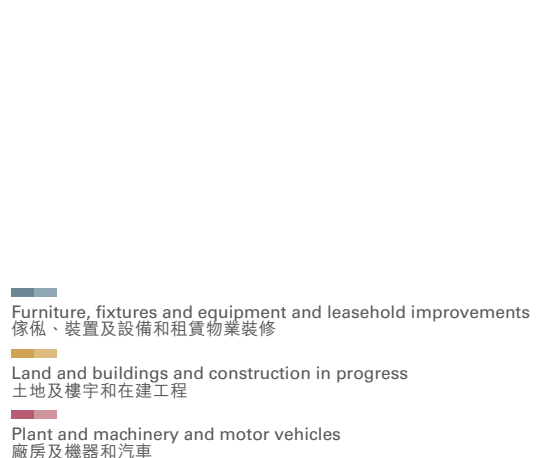 Furniture, fixtures and equipment and leasehold improvements
傢俬、裝置及設備和租賃物業裝修
Land and buildings and construction in progress
土地及樓宇和在建工程
Plant and machinery and motor vehicles
廠房及機器和汽車